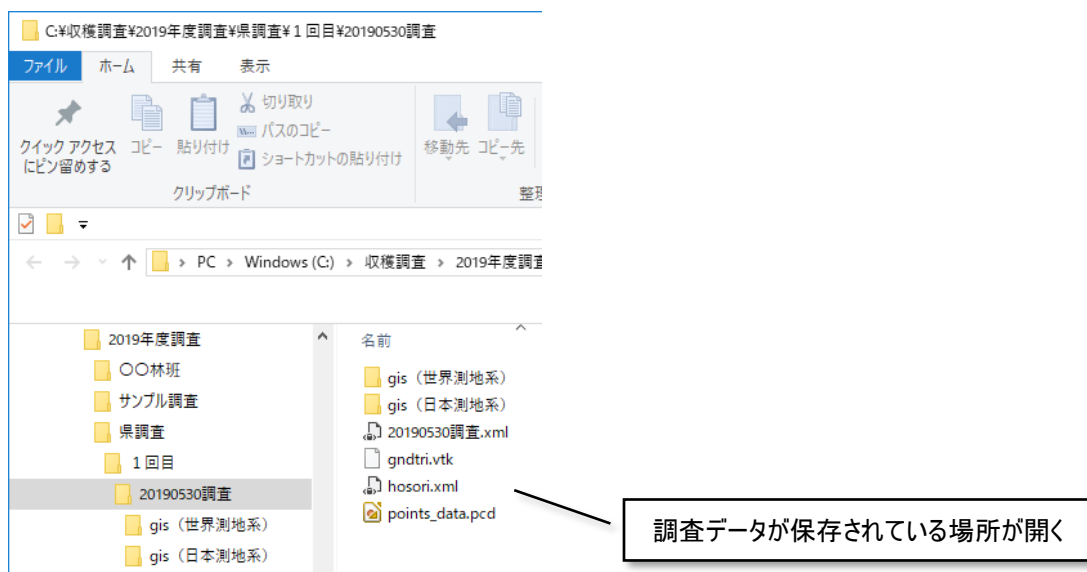 C:¥収穫調査¥2019年度調査¥県調査¥１回目¥20190530調査
ファイル ホーム 共有 表示
クイック アクセス
にピン留めする
コピー
貼り付け
切り取り
パスのコピー
ショートカットの貼り付け
移動先 コピー先
クリップボード
整理
PC > Windows (C:) > 収穫調査 > 2019年度調査
2019年度調査
〇〇林班
サンプル調査
県調査
１回目
20190530調査
gis（世界測地系）
gis（日本測地系）
名前
gis（世界測地系）
gis（日本測地系）
20190530調査.xml
gndtri.vtk
hosori.xml
points_data.pcd
調査データが保存されている場所が開く